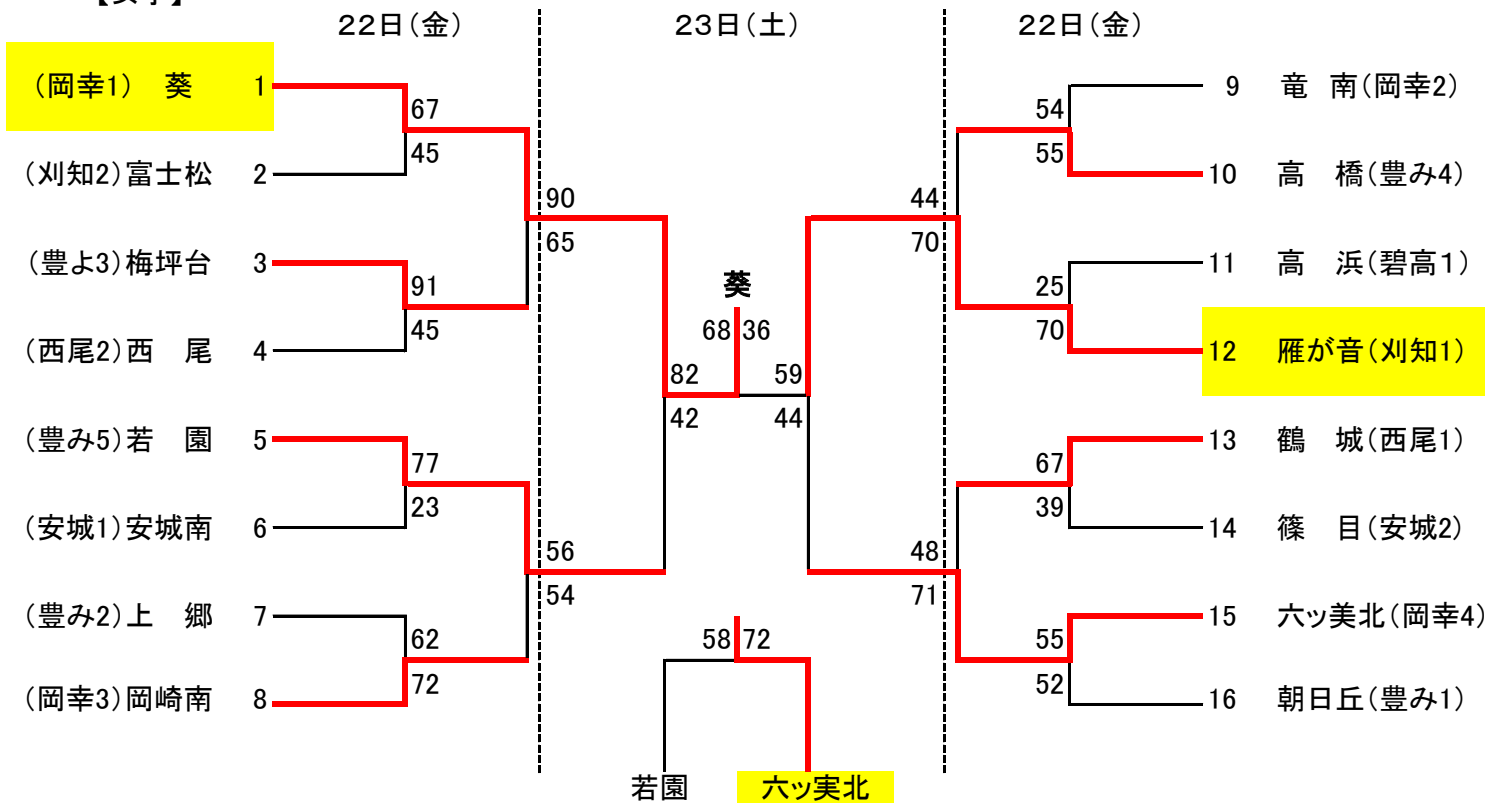 22日(金) 23日(土) 22日(金)
(岡幸1) 葵 1
67
45
(刈知2)富士松 2
90
65
(豊よ3)梅坪台 3
91
45
(西尾2)西 尾 4
82
42
(豊み5)若 園 5
77
23
(安城1)安城南 6
56
54
(豊み2)上 郷 7
62
72
(岡幸3)岡崎南 8
葵
68 36
58 72
若園 六ッ実北
9 竜 南(岡幸2)
54
55
10 高 橋(豊み4)
44
70
11 高 浜(碧高1)
25
70
12 雁が音(刈知1)
59
44
13 鶴 城(西尾1)
67
39
14 篠 目(安城2)
48
71
15 六ッ美北(岡幸4)
55
52
16 朝日丘(豊み1)